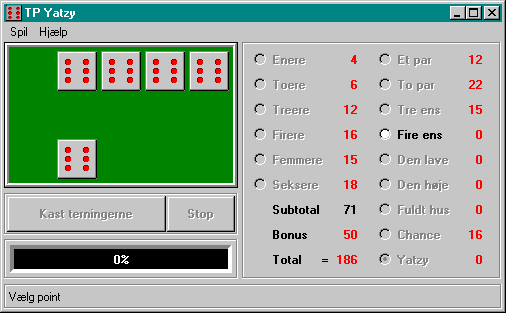 TP Yatzy
Spil Hjælp
Enere 4 Et par 12
Toere 6 To par 22
Treere 12 Tre ens 15
Firere 16 Fire ens 0
Femmere 15 Den lave 0
Seksere 18 Den høje 0
Subtotal 71 Fuldt hus 0
Bonus 50 Chance 16
Total = 186 Yatzy 0
Kast terningerne Stop
0%
Vælg point